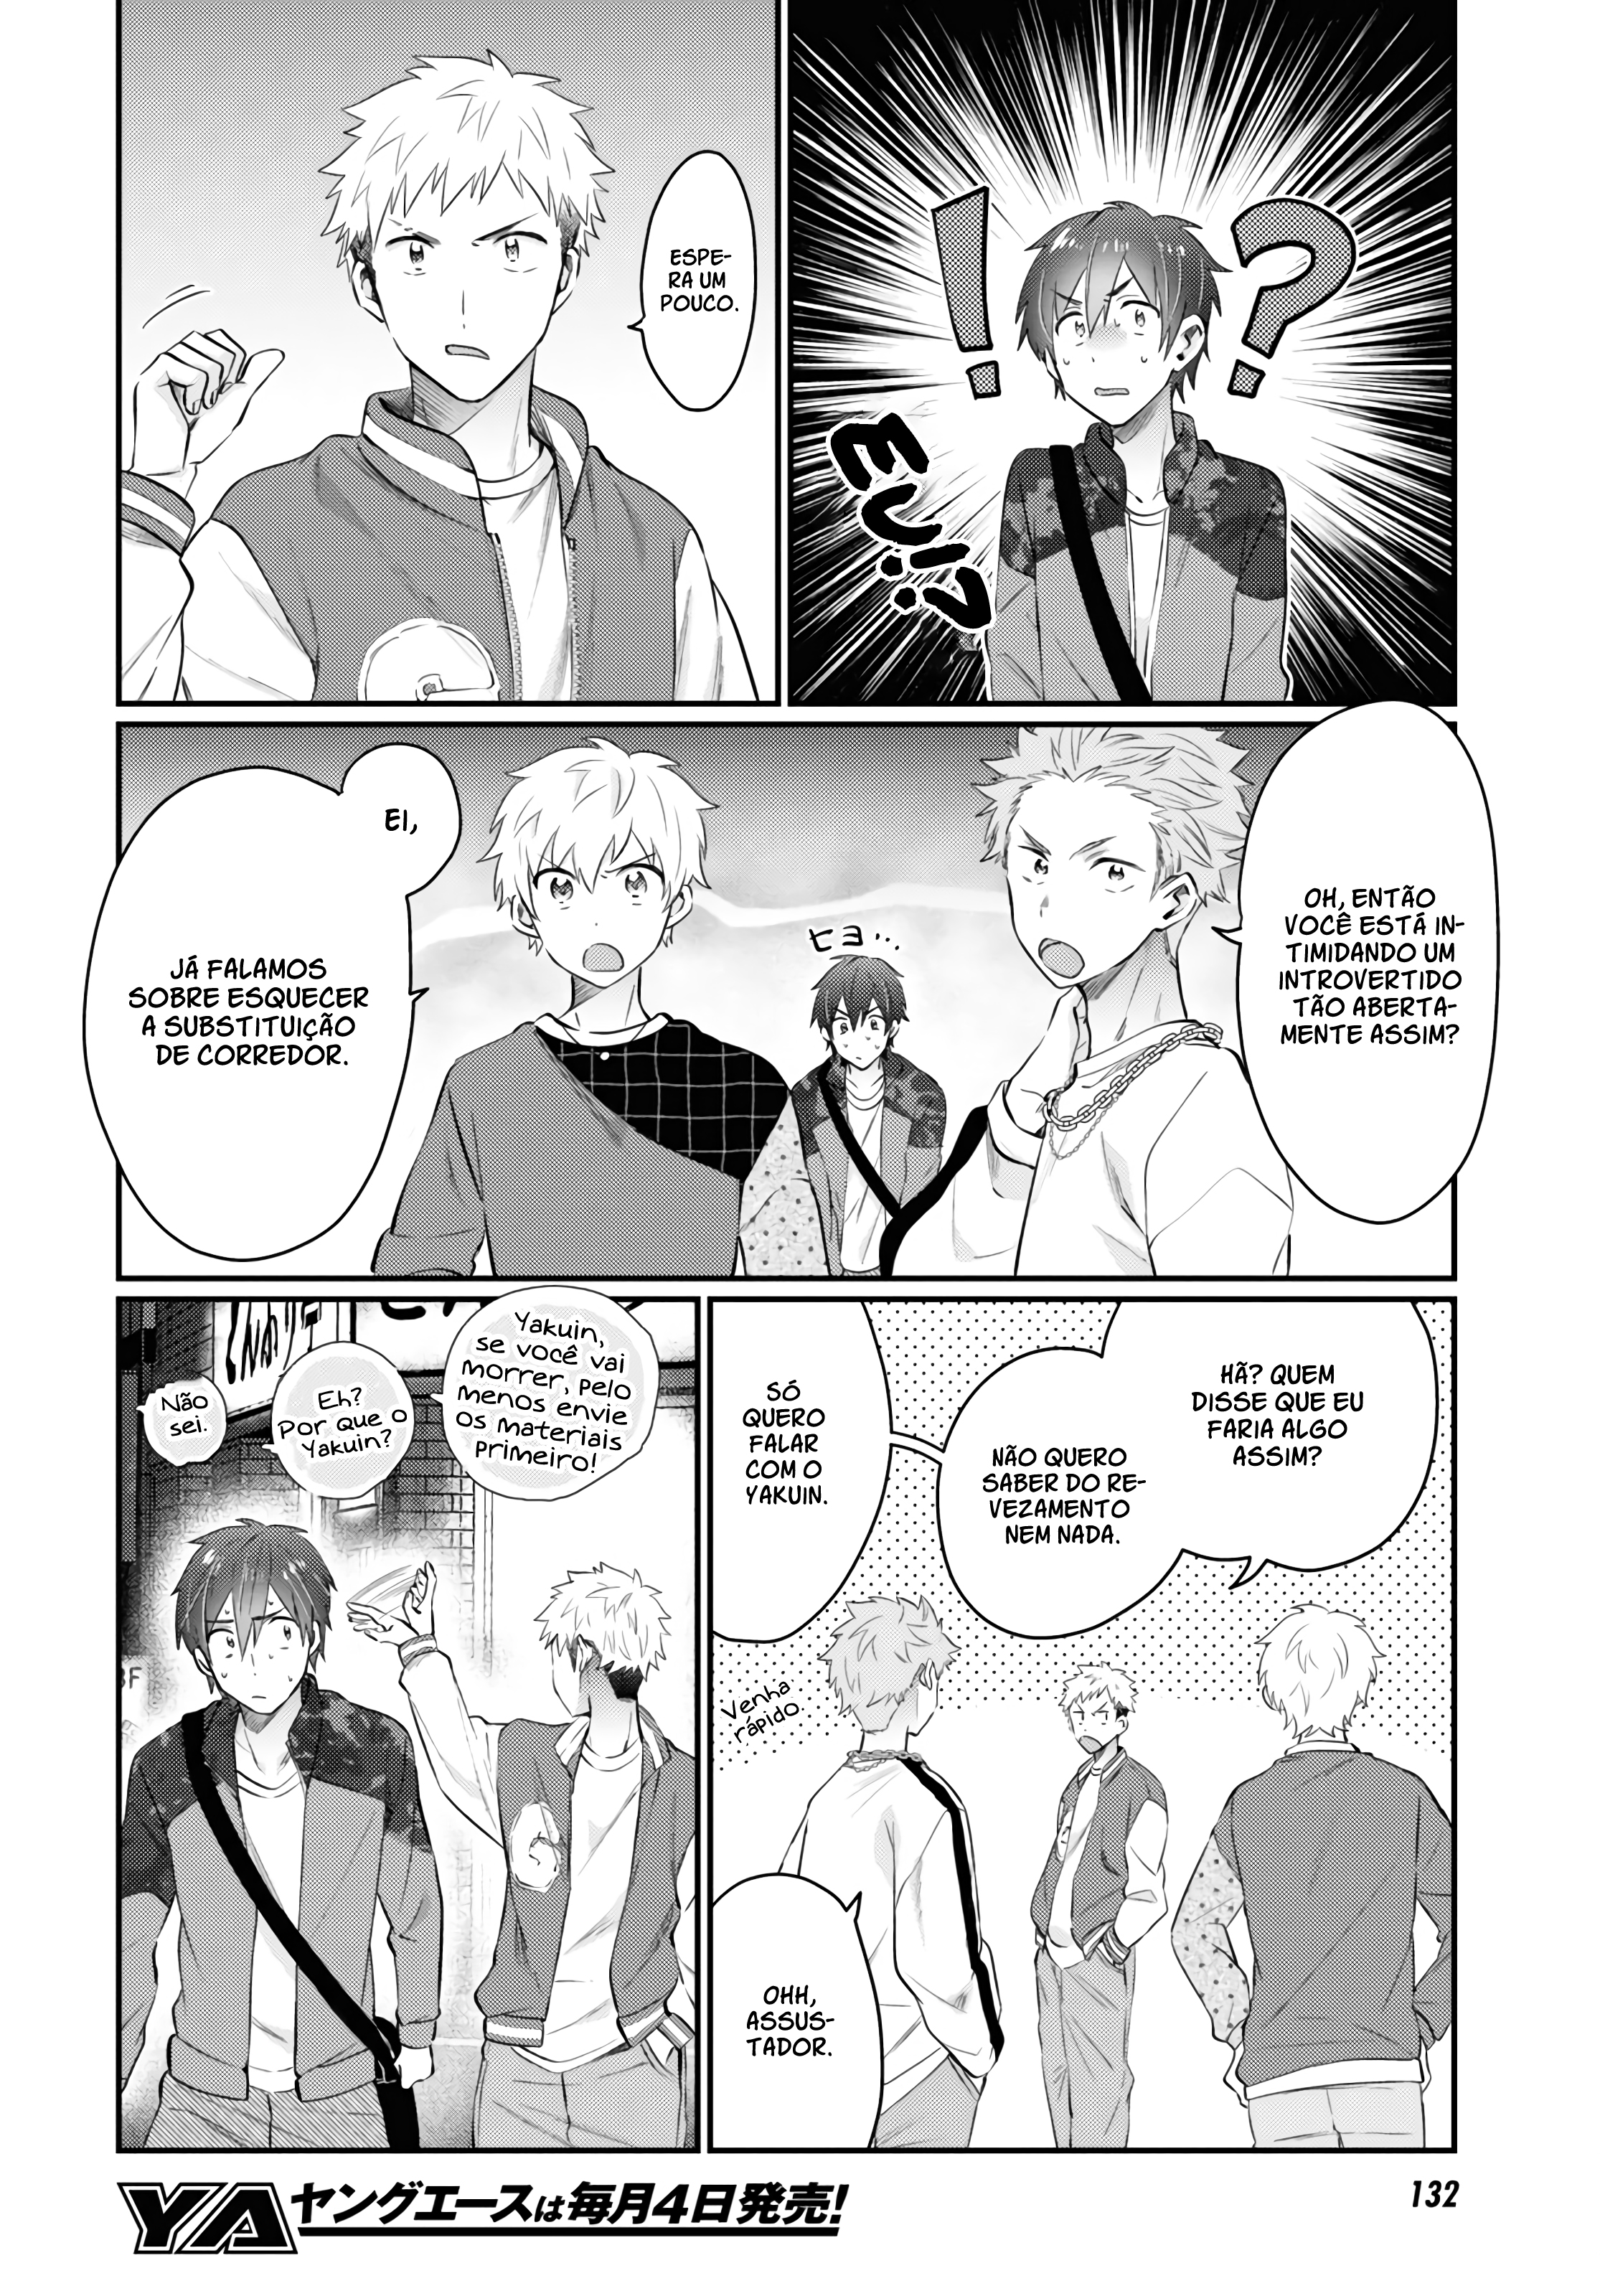 EU!?
ESPE-
RA UM
POUCO.
OH, ENTÃO
VOCÊ ESTÁ IN-
TIMIDANDO UM
INTROVERTIDO
TÃO ABERTA-
MENTE ASSIM?
ヒョ...
EI,
JÁ FALAMOS
SOBRE ESQUECER
A SUBSTITUIÇÃO
DE CORREDOR.
HÃ? QUEM
DISSE QUE EU
FARIA ALGO
ASSIM?
NÃO QUERO
SABER DO RE-
VEZAMENTO
NEM NADA.
SÓ
QUERO
FALAR
COM O
YAKUIN.
Venha
rápido.
OHH,
ASSUS-
TADOR.
Yakuin,
se você vai
morrer, pelo
menos envie
os materiais
primeiro!
Eh?
Por que o
Yakuin?
Não
sei.
YA ヤングエースは毎月4日発売!
132